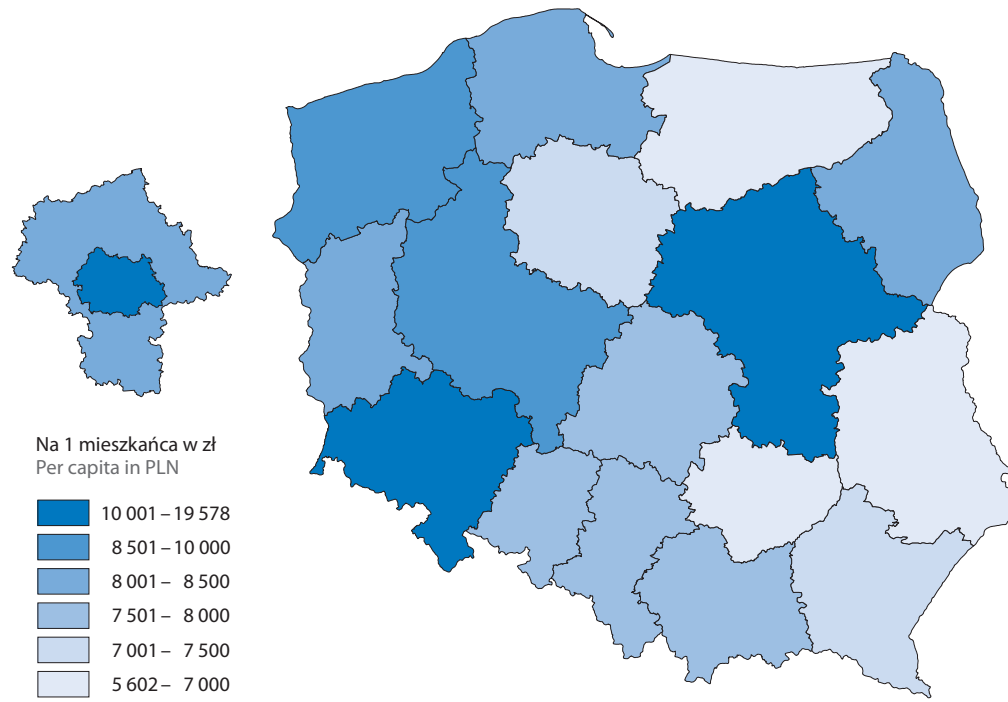 Na 1 mieszkańca w zł
Per capita in PLN
10 001 – 19 578
8 501 – 10 000
8 001 – 8 500
7 501 – 8 000
7 001 – 7 500
5 602 – 7 000